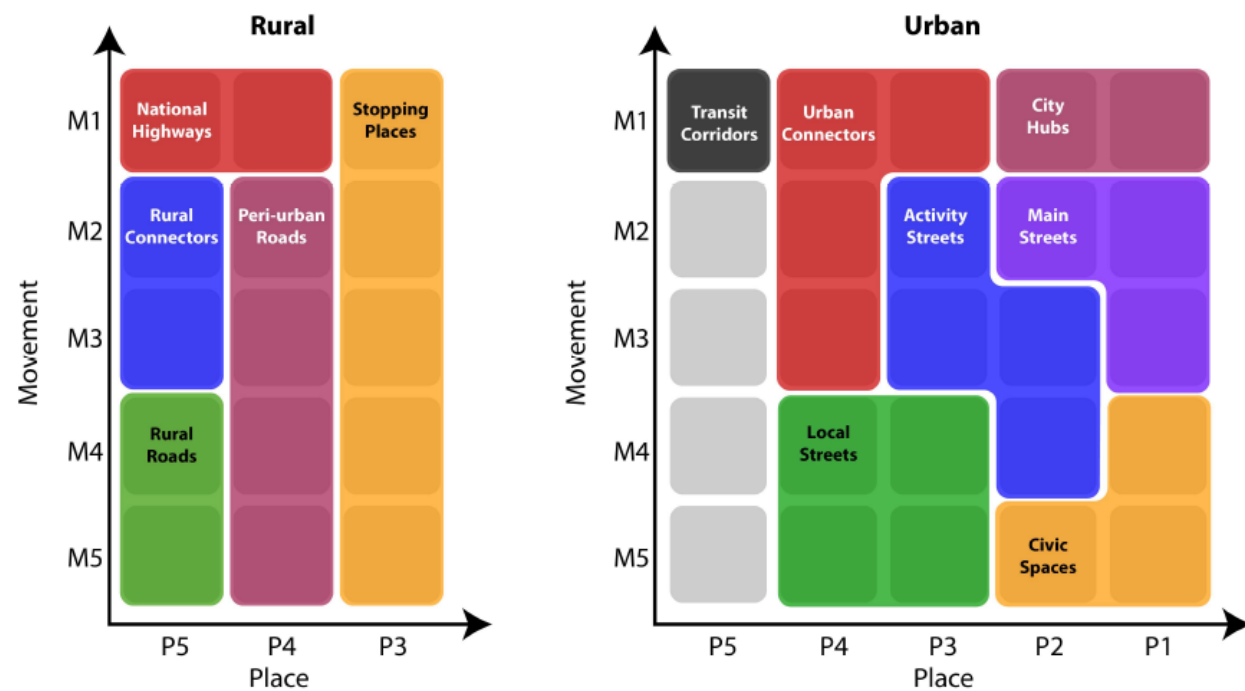 Rural
Movement
M1
M2
M3
M4
M5
National
Highways
Stopping
Places
Rural
Connectors
Peri-urban
Roads
Rural
Roads
P5
P4
P3
Place
Urban
Movement
M1
M2
M3
M4
M5
Transit
Corridors
Urban
Connectors
City
Hubs
Activity
Streets
Main
Streets
Local
Streets
Civic
Spaces
P5
P4
P3
P2
P1
Place